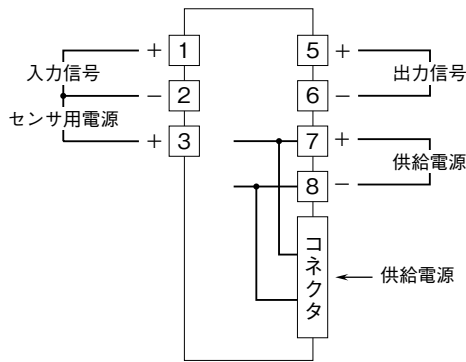 + 1
入力信号
− 2
センサ用電源
+ 3
5 +
出力信号
6 −
7 +
供給電源
8 −
コネクタ
供給電源